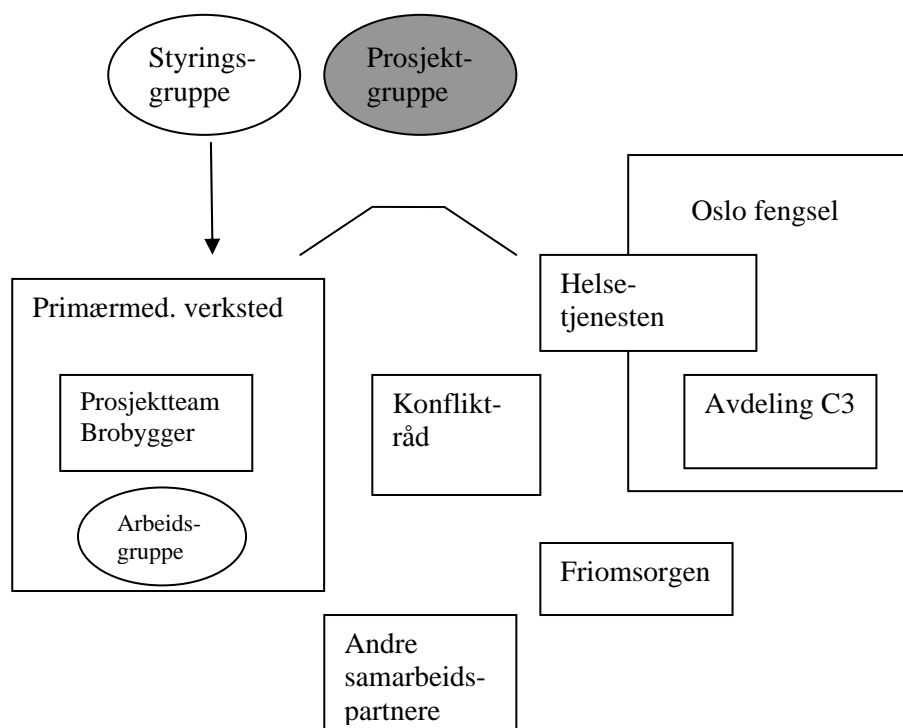 Styrings-
gruppe
Prosjekt-
gruppe
Oslo fengsel
Helse-
tjenesten
Primærmed. verksted
Prosjektteam
Brobygger
Konflikt-
råd
Avdeling C3
Arbeids-
gruppe
Friomsorgen
Andre
samarbeids-
partnere